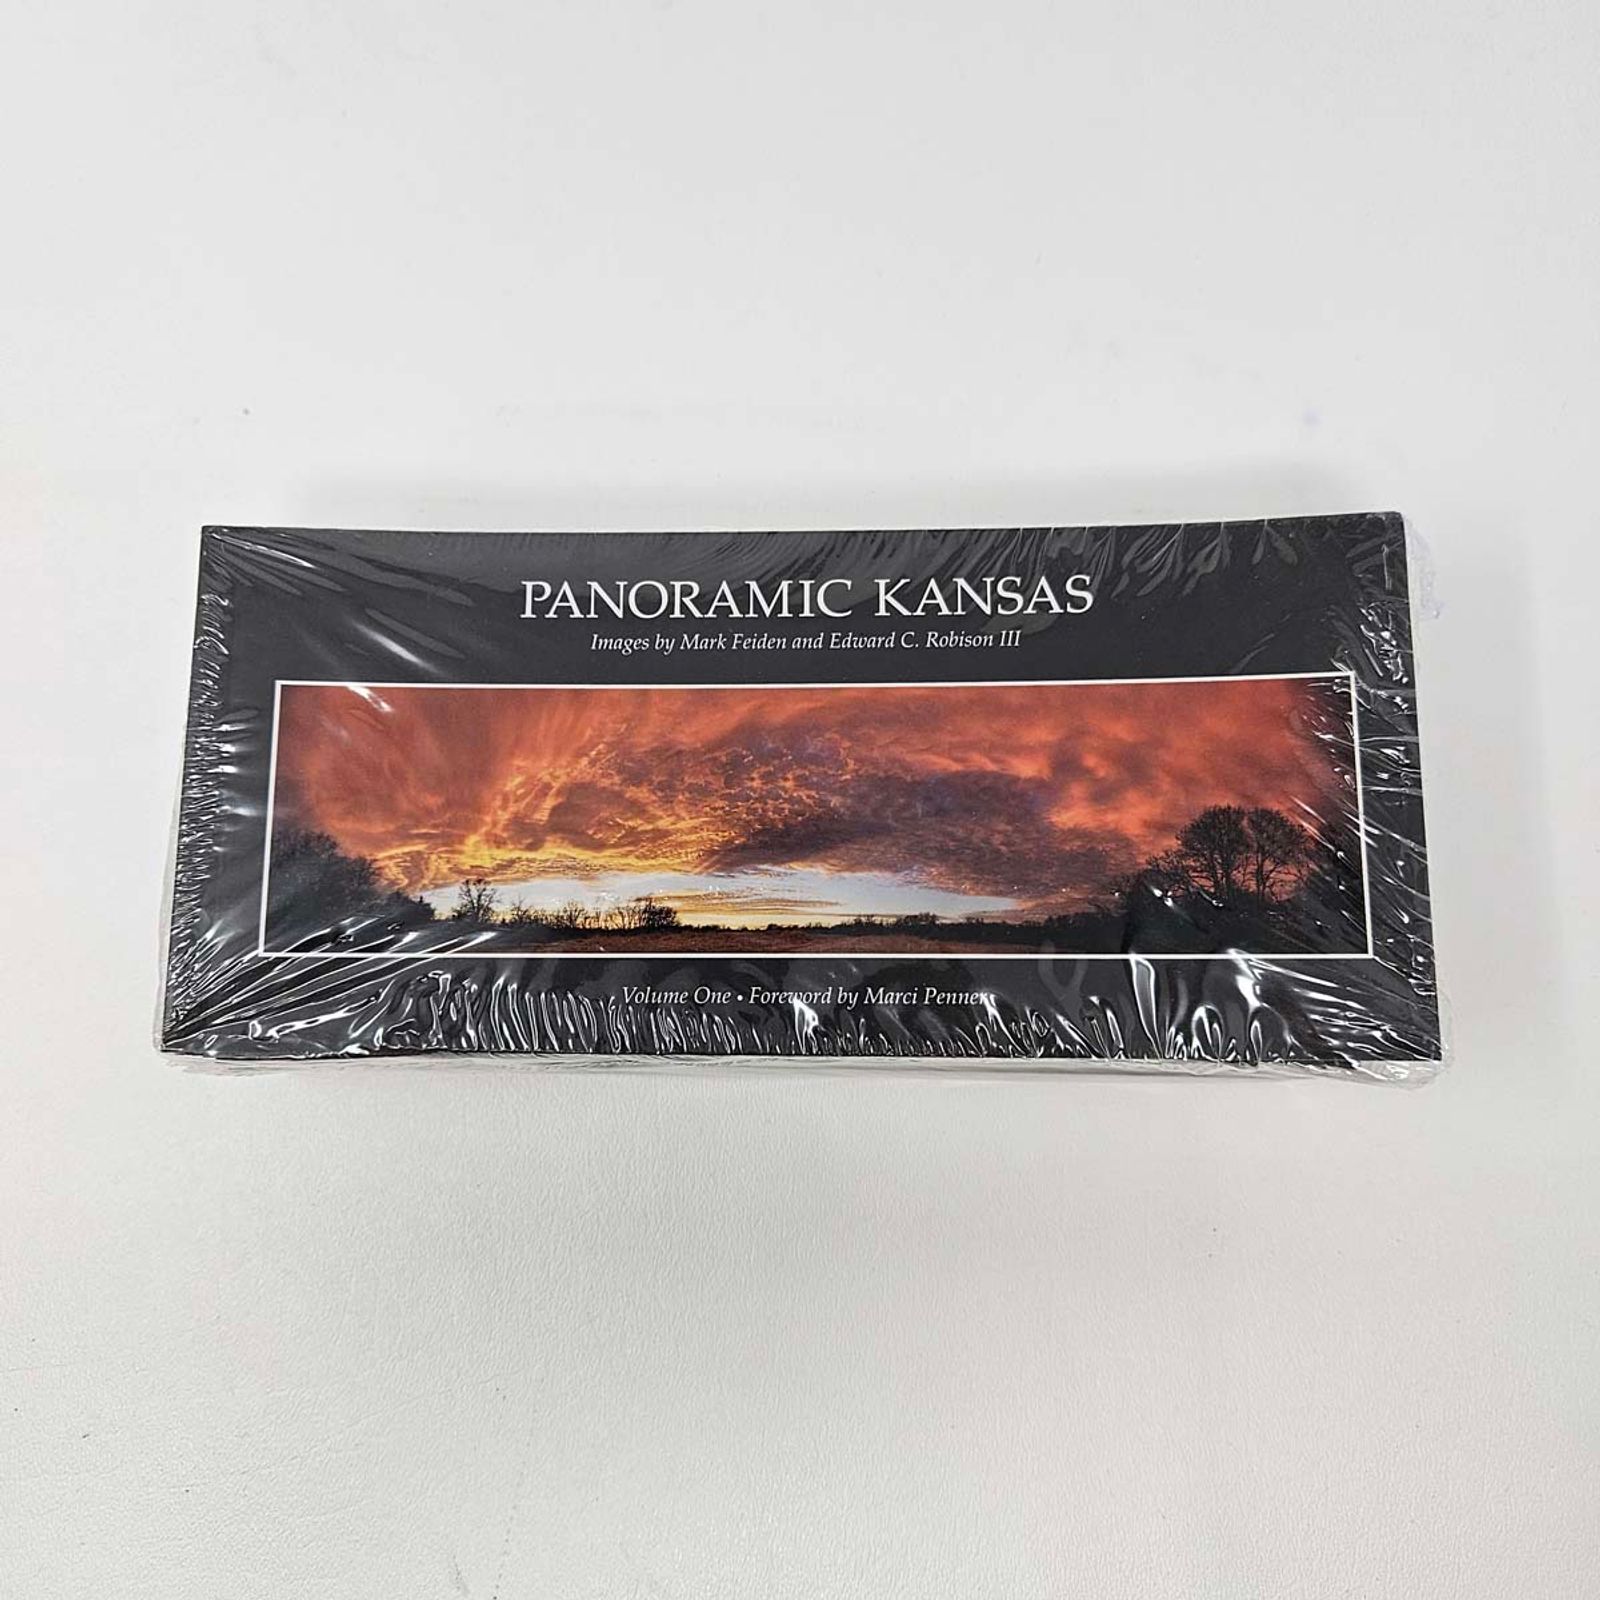 PANORAMIC KANSAS
Images by Mark Feiden and Edward C. Robison III
Volume One • Foreword by Marci Penner